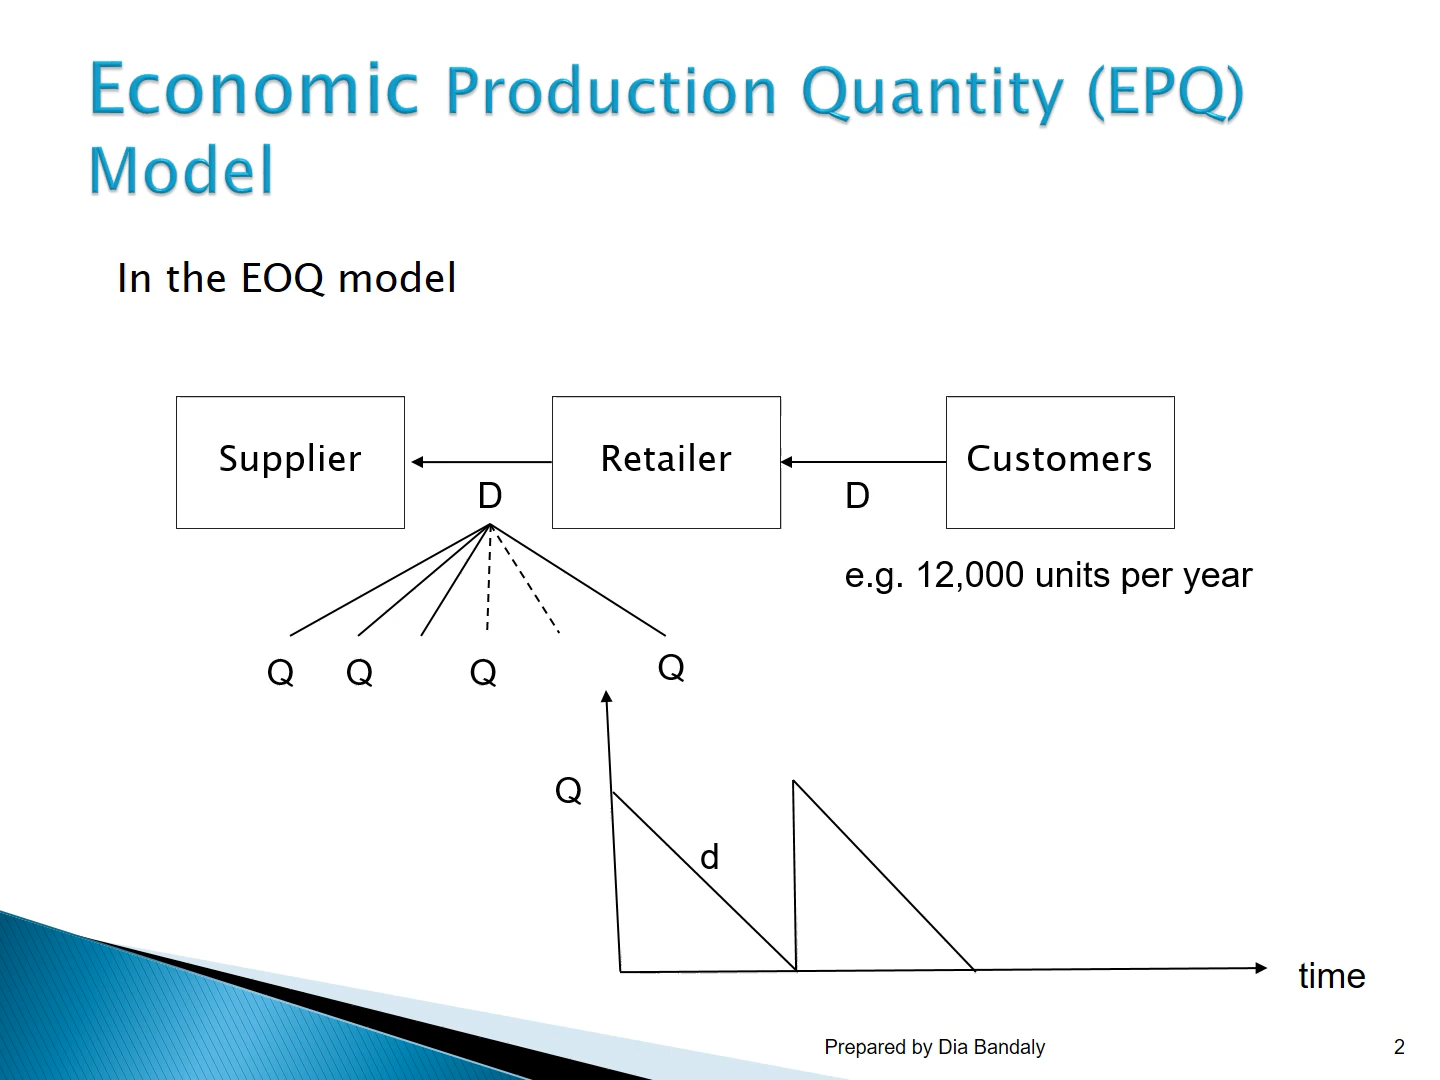 Economic Production Quantity (EPQ)
Model
In the EOQ model
Supplier
Retailer
Customers
D
D
e.g. 12,000 units per year
Q Q Q Q
Q
d
time
Prepared by Dia Bandaly
2